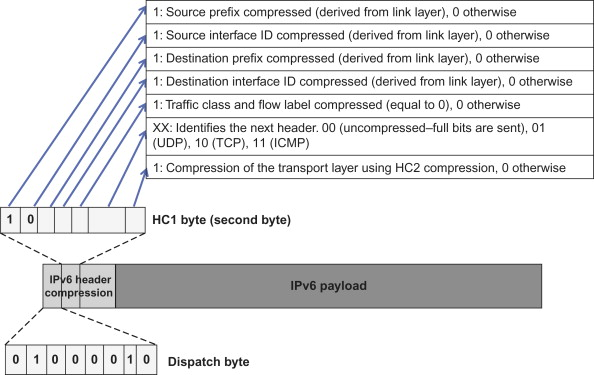 1: Source prefix compressed (derived from link layer), 0 otherwise
1: Source interface ID compressed (derived from link layer), 0 otherwise
1: Destination prefix compressed (derived from link layer), 0 otherwise
1: Destination interface ID compressed (derived from link layer), 0 otherwise
1: Traffic class and flow label compressed (equal to 0), 0 otherwise
XX: Identifies the next header. 00 (uncompressed–full bits are sent), 01
(UDP), 10 (TCP), 11 (ICMP)
1: Compression of the transport layer using HC2 compression, 0 otherwise
1 0 HC1 byte (second byte)
IPv6 header
compression
IPv6 payload
0 1 0 0 0 0 1 0 Dispatch byte